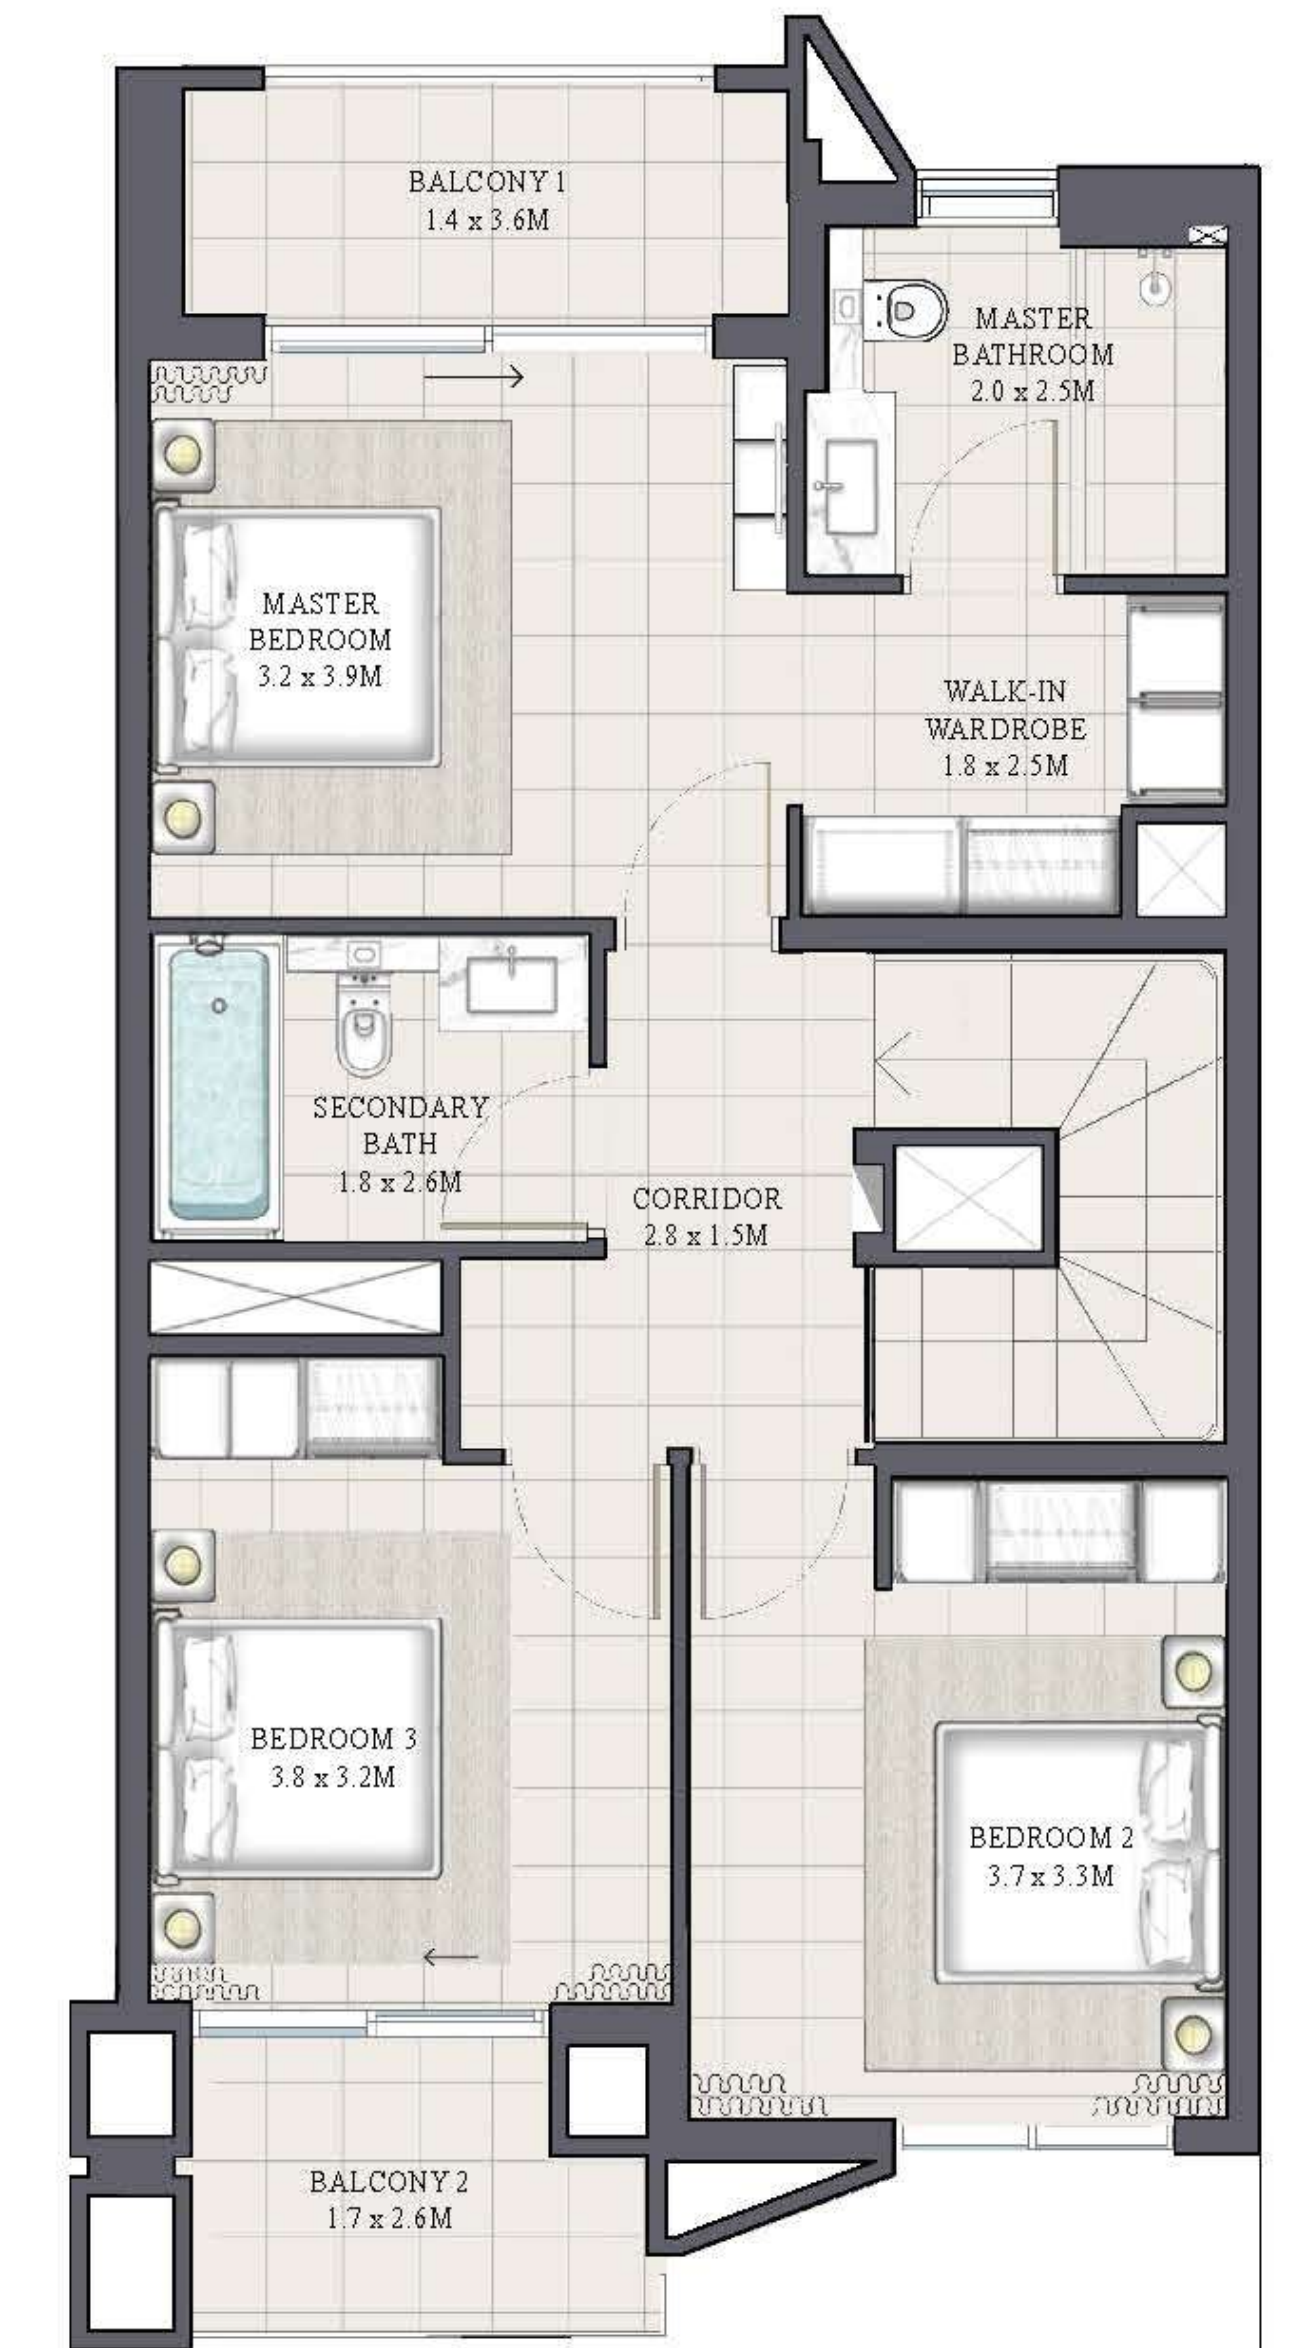 BALCONY 1
1.4 x 3.6M
MASTER
BATHROOM
2.0 x 2.5M
MASTER
BEDROOM
3.2 x 3.9M
WALK-IN
WARDROBE
1.8 x 2.5M
SECONDARY
BATH
1.8 x 2.6M
CORRIDOR
2.8 x 1.5M
BEDROOM 3
3.8 x 3.2M
BEDROOM 2
3.7 x 3.3M
BALCONY 2
1.7 x 2.6M